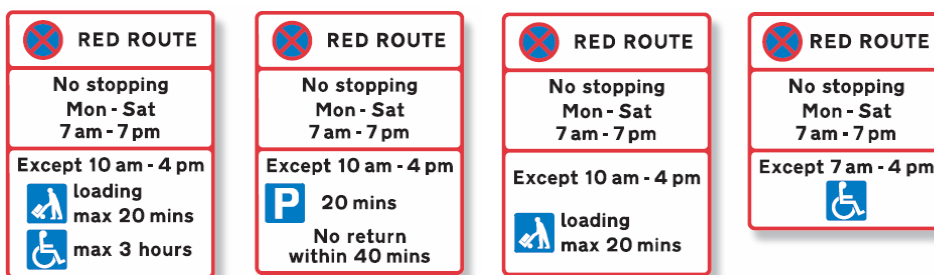 RED ROUTE
No stopping
Mon - Sat
7 am - 7 pm
Except 10 am - 4 pm
loading
max 20 mins
max 3 hours
RED ROUTE
No stopping
Mon - Sat
7 am - 7 pm
Except 10 am - 4 pm
P 20 mins
No return
within 40 mins
RED ROUTE
No stopping
Mon - Sat
7 am - 7 pm
Except 10 am - 4 pm
loading
max 20 mins
RED ROUTE
No stopping
Mon - Sat
7 am - 7 pm
Except 7 am - 4 pm